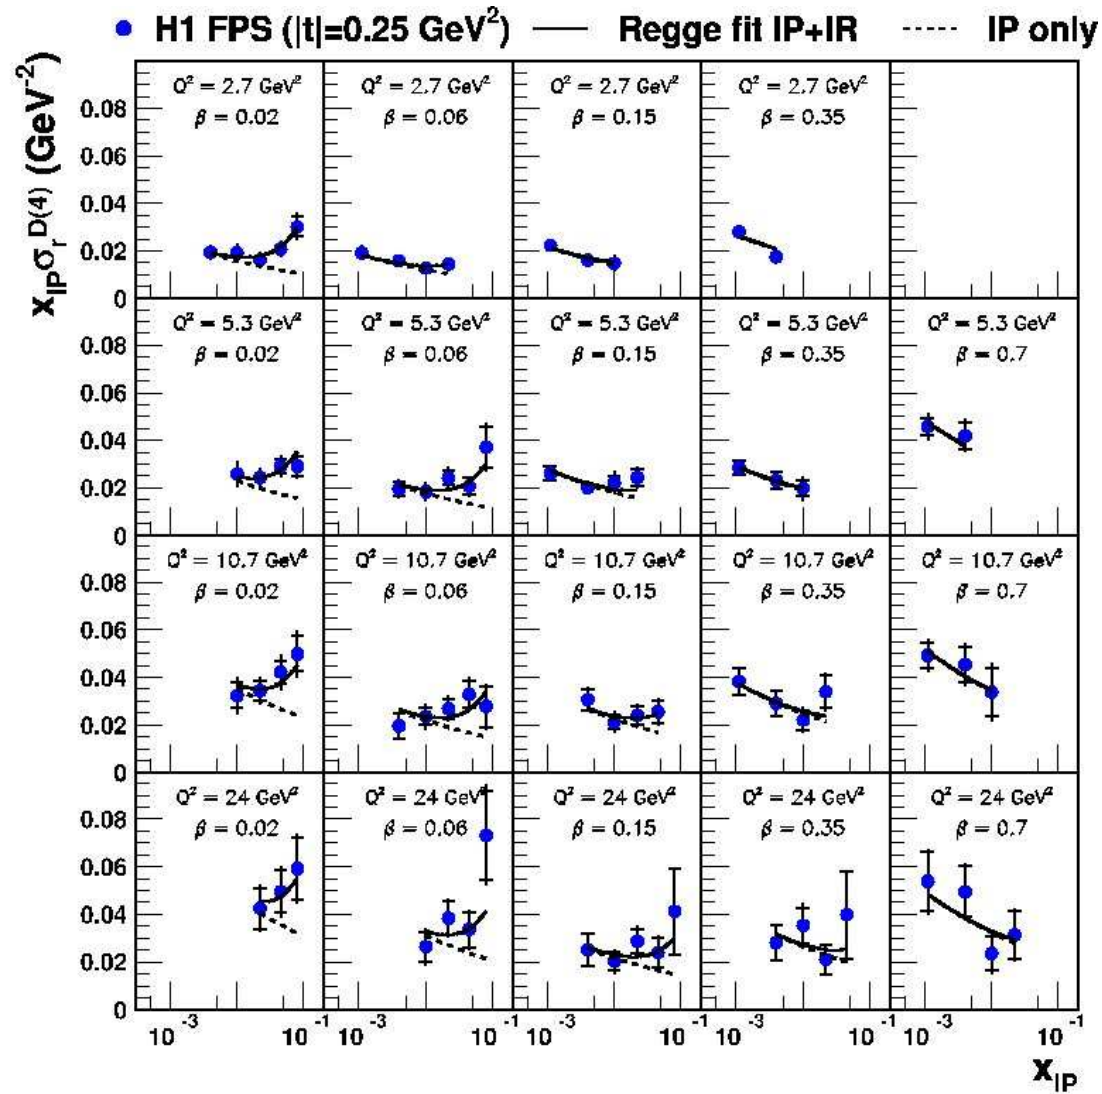 H1 FPS (|t|=0.25 GeV²) Regge fit IP+IR IP only
x_IP σ_r^D(4) (GeV⁻²)
Q² = 2.7 GeV² Q² = 2.7 GeV² Q² = 2.7 GeV² Q² = 2.7 GeV²
β = 0.02 β = 0.06 β = 0.15 β = 0.35
0.08
0.06
0.04
0.02
0
Q² = 5.3 GeV² Q² = 5.3 GeV² Q² = 5.3 GeV² Q² = 5.3 GeV² Q² = 5.3 GeV²
β = 0.02 β = 0.06 β = 0.15 β = 0.35 β = 0.7
0.08
0.06
0.04
0.02
0
Q² = 10.7 GeV² Q² = 10.7 GeV² Q² = 10.7 GeV² Q² = 10.7 GeV² Q² = 10.7 GeV²
β = 0.02 β = 0.06 β = 0.15 β = 0.35 β = 0.7
0.08
0.06
0.04
0.02
0
Q² = 24 GeV² Q² = 24 GeV² Q² = 24 GeV² Q² = 24 GeV² Q² = 24 GeV²
β = 0.02 β = 0.06 β = 0.15 β = 0.35 β = 0.7
0.08
0.06
0.04
0.02
0
10⁻³ 10⁻¹ 10⁻³ 10⁻¹ 10⁻³ 10⁻¹ 10⁻³ 10⁻¹ 10⁻³ 10⁻¹
x_IP